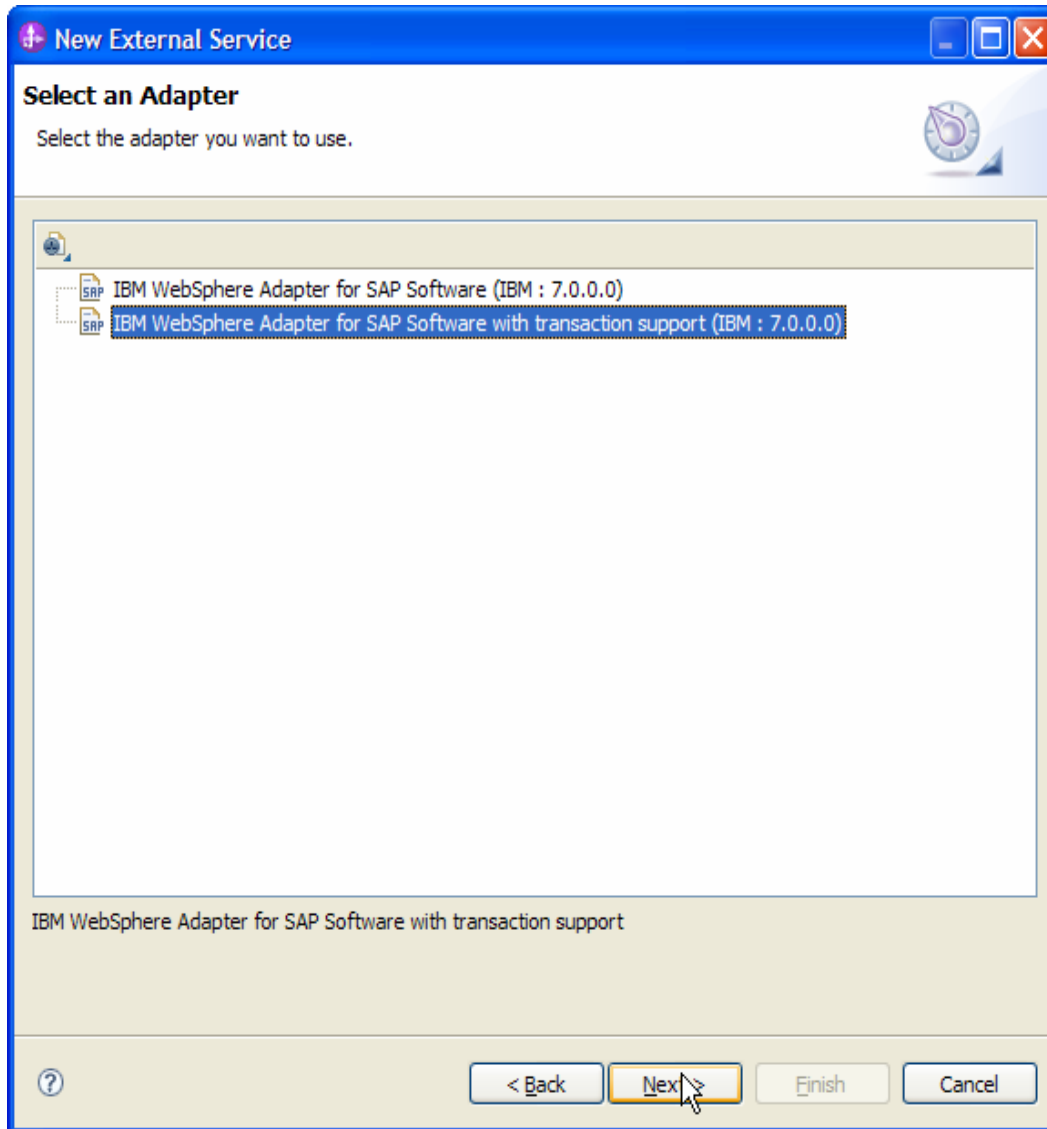 New External Service
Select an Adapter
Select the adapter you want to use.
SAP IBM WebSphere Adapter for SAP Software (IBM : 7.0.0.0)
SAP IBM WebSphere Adapter for SAP Software with transaction support (IBM : 7.0.0.0)
IBM WebSphere Adapter for SAP Software with transaction support
? < Back Next > Finish Cancel